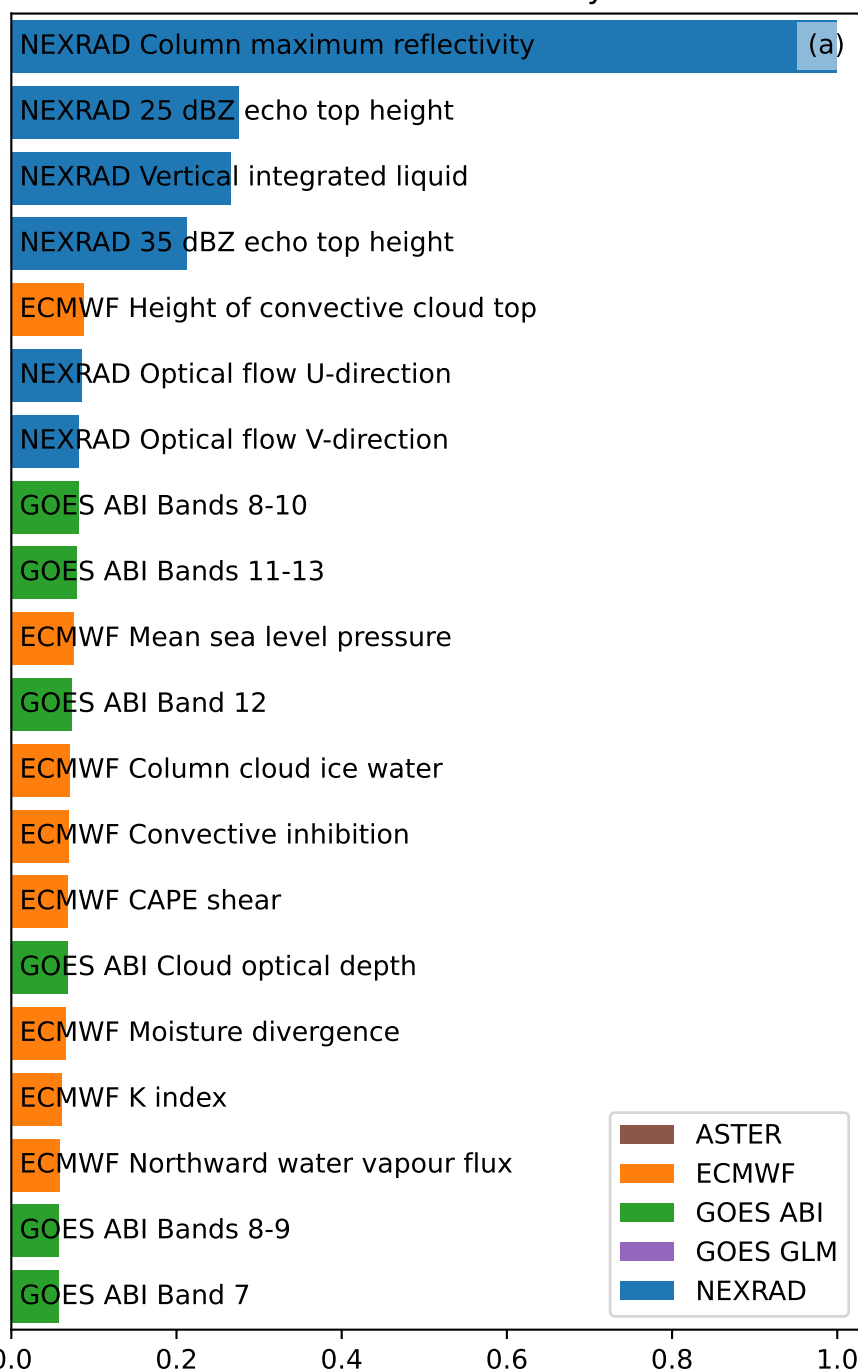 NEXRAD Column maximum reflectivity
(a)
NEXRAD 25 dBZ echo top height
NEXRAD Vertical integrated liquid
NEXRAD 35 dBZ echo top height
ECMWF Height of convective cloud top
NEXRAD Optical flow U-direction
NEXRAD Optical flow V-direction
GOES ABI Bands 8-10
GOES ABI Bands 11-13
ECMWF Mean sea level pressure
GOES ABI Band 12
ECMWF Column cloud ice water
ECMWF Convective inhibition
ECMWF CAPE shear
GOES ABI Cloud optical depth
ECMWF Moisture divergence
ECMWF K index
ECMWF Northward water vapour flux
GOES ABI Bands 8-9
GOES ABI Band 7
ASTER
ECMWF
GOES ABI
GOES GLM
NEXRAD
0.0 0.2 0.4 0.6 0.8 1.0